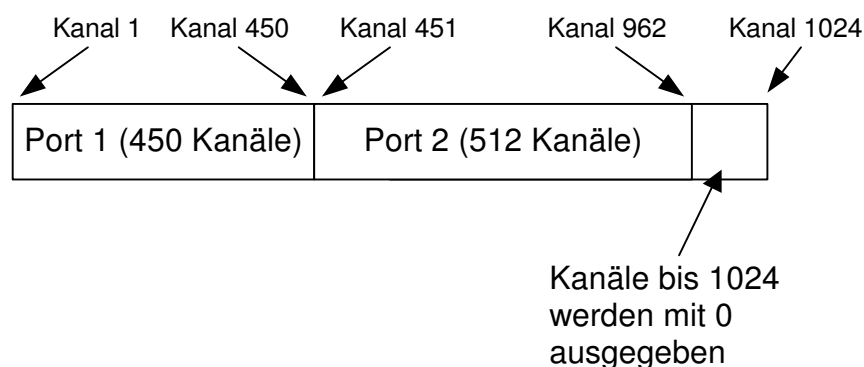 Kanal 1 Kanal 450 Kanal 451 Kanal 962 Kanal 1024
Port 1 (450 Kanäle) Port 2 (512 Kanäle)
Kanäle bis 1024
werden mit 0
ausgegeben